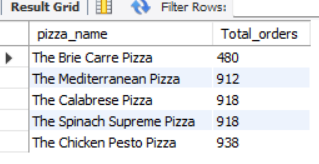 Result Grid Filter Rows:
pizza_name Total_orders
The Brie Carre Pizza 480
The Mediterranean Pizza 912
The Calabrese Pizza 918
The Spinach Supreme Pizza 918
The Chicken Pesto Pizza 938